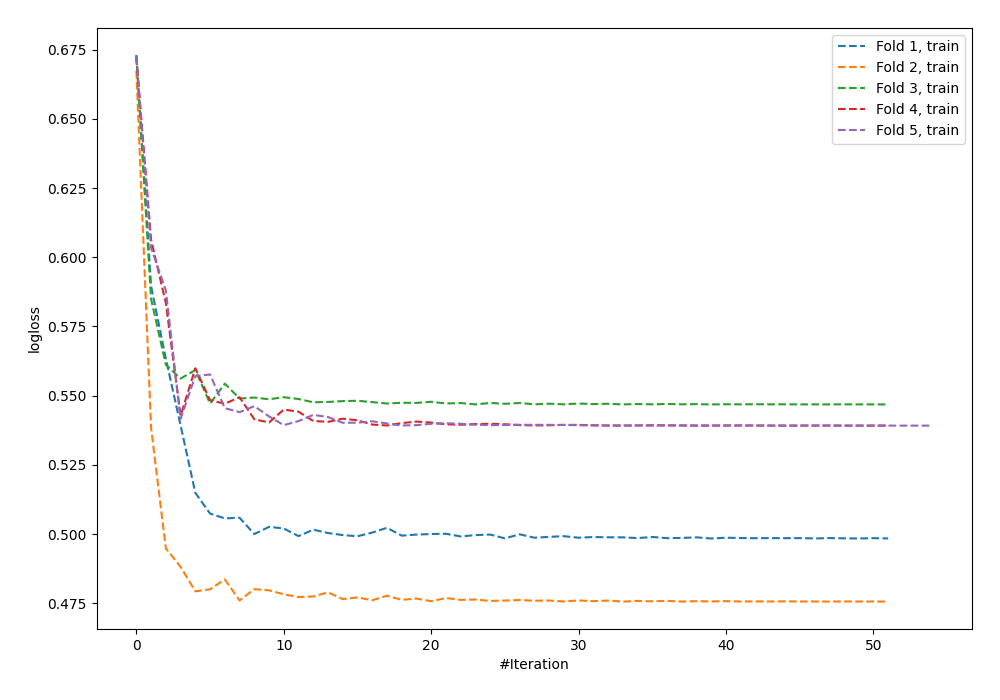 0.675
0.650
0.625
0.600
0.575
0.550
0.525
0.500
0.475
logloss
0
10
20
30
40
50
#Iteration
Fold 1, train
Fold 2, train
Fold 3, train
Fold 4, train
Fold 5, train